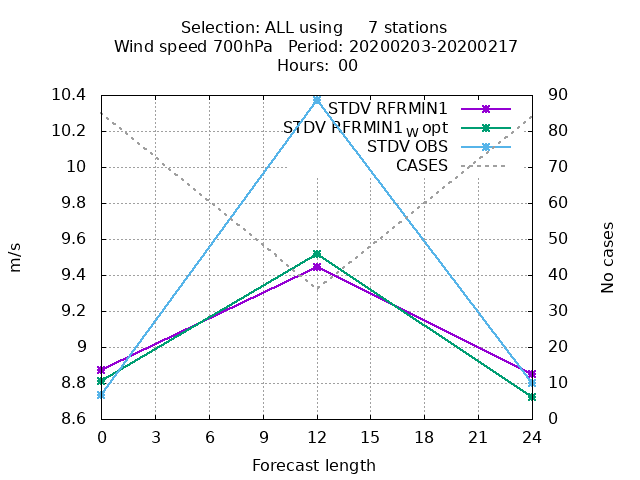 Selection: ALL using     7 stations
Wind speed 700hPa   Period: 20200203-20200217
Hours: 00
STDV RFRMIN1
STDV RFRMIN1_w opt
STDV OBS
CASES
10.4
10.2
10
9.8
9.6
9.4
9.2
9
8.8
8.6
m/s
90
80
70
60
50
40
30
20
10
0
No cases
0 3 6 9 12 15 18 21 24
Forecast length